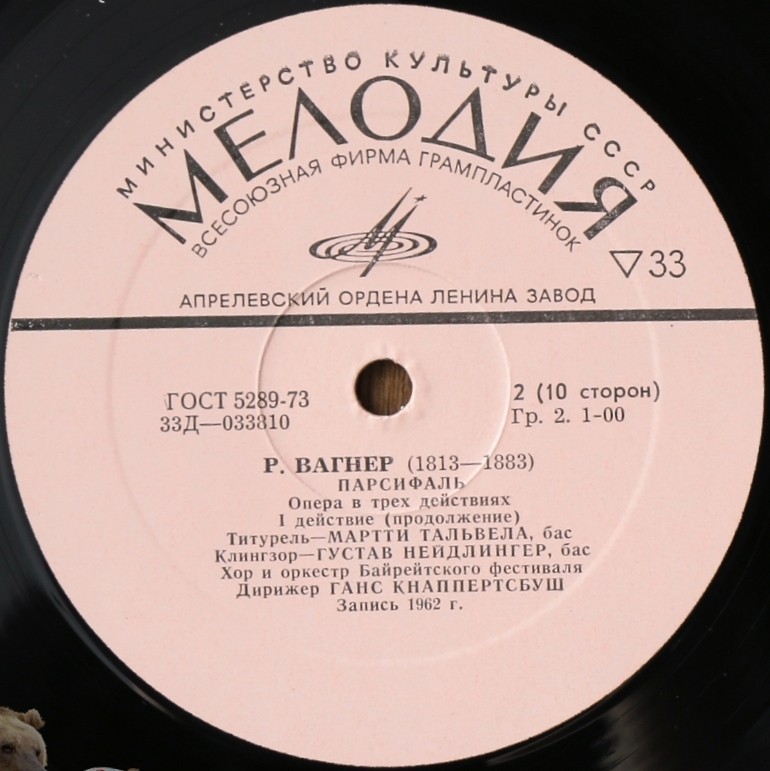 МИНИСТЕРСТВО КУЛЬТУРЫ СССР
МЕЛОДИЯ
ВСЕСОЮЗНАЯ ФИРМА ГРАМПЛАСТИНОК
▽33
АПРЕЛЕВСКИЙ ОРДЕНА ЛЕНИНА ЗАВОД
ГОСТ 5289-73
33Д—033810
2 (10 сторон)
Гр. 2. 1-00
Р. ВАГНЕР (1813—1883)
ПАРСИФАЛЬ
Опера в трех действиях
I действие (продолжение)
Титурель—МАРТТИ ТАЛЬВЕЛА, бас
Клингзор—ГУСТАВ НЕЙДЛИНГЕР, бас
Хор и оркестр Байрейтского фестиваля
Дирижер ГАНС КНАППЕРТСБУШ
Запись 1962 г.